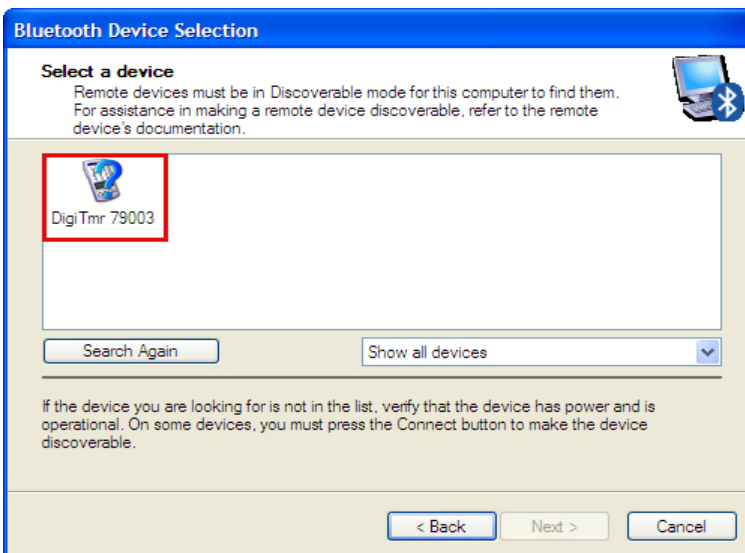 Bluetooth Device Selection
Select a device
Remote devices must be in Discoverable mode for this computer to find them.
For assistance in making a remote device discoverable, refer to the remote
device's documentation.
DigiTmr 79003
Search Again
Show all devices
If the device you are looking for is not in the list, verify that the device has power and is
operational. On some devices, you must press the Connect button to make the device
discoverable.
< Back
Next >
Cancel